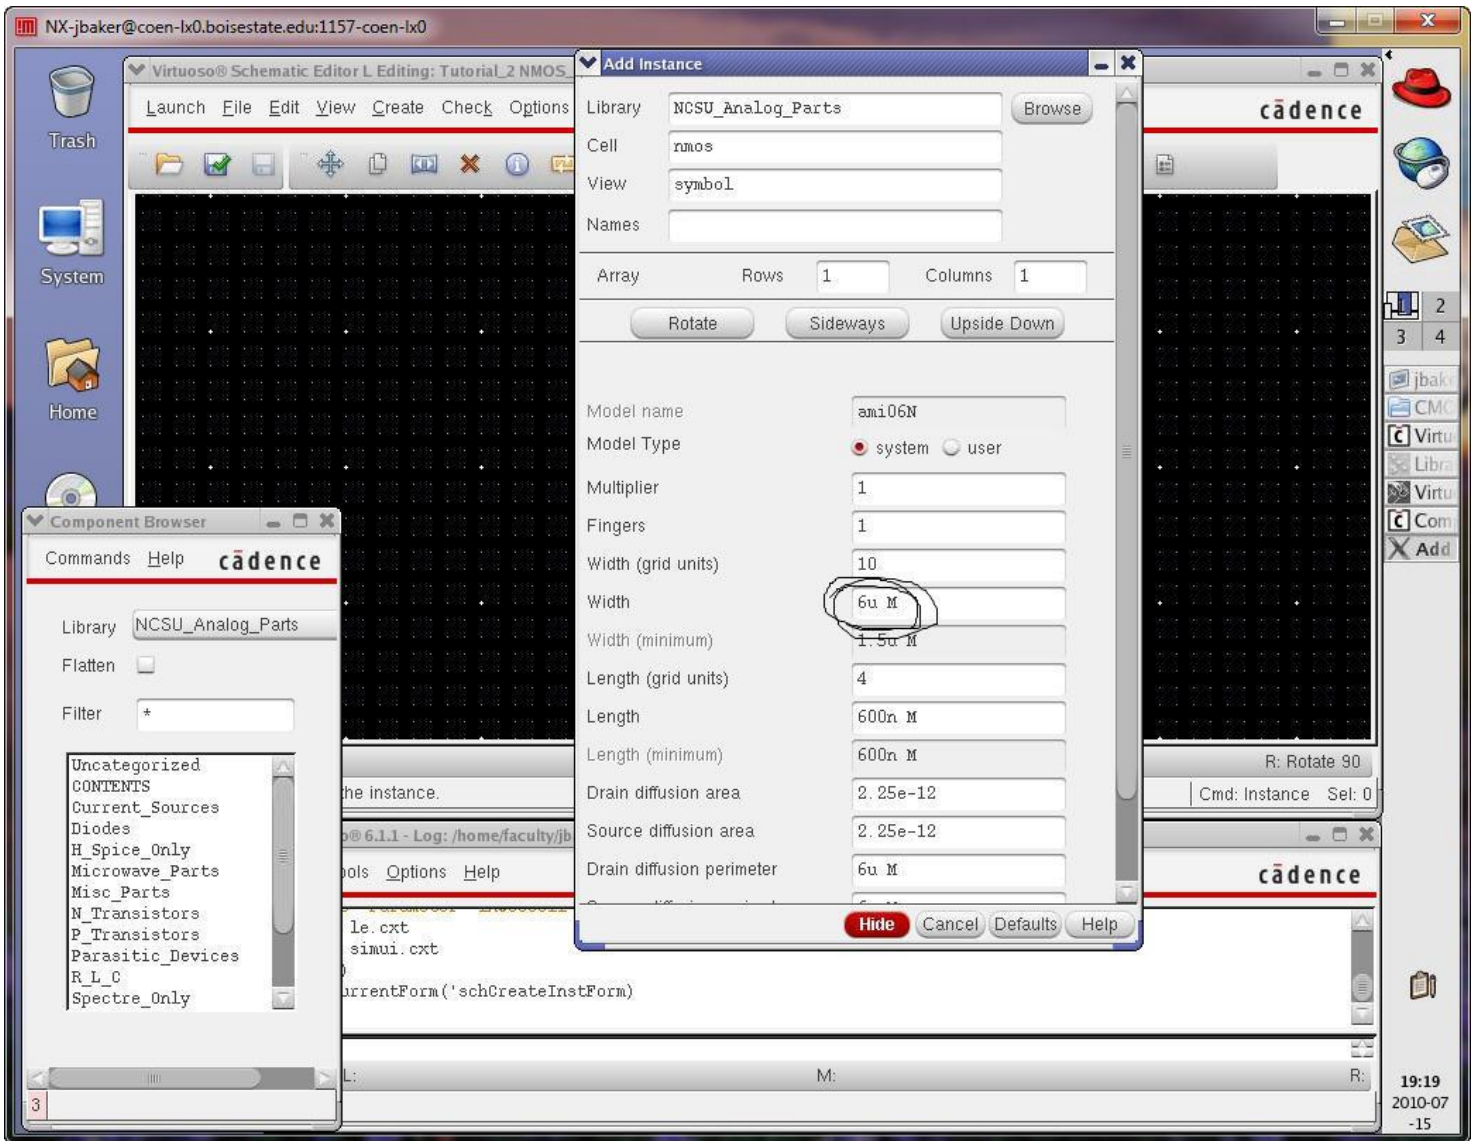 NX-jbaker@coen-lx0.boisestate.edu:1157-coen-lx0
Trash
System
Home
Virtuoso® Schematic Editor L Editing: Tutorial_2 NMOS_
Launch File Edit View Create Check Options
cādence
Add Instance
Library NCSU_Analog_Parts Browse
Cell nmos
View symbol
Names
Array Rows 1 Columns 1
Rotate Sideways Upside Down
Model name ami06N
Model Type system user
Multiplier 1
Fingers 1
Width (grid units) 10
Width 6u M
Width (minimum) 1.5u M
Length (grid units) 4
Length 600n M
Length (minimum) 600n M
Drain diffusion area 2.25e-12
Source diffusion area 2.25e-12
Drain diffusion perimeter 6u M
Hide Cancel Defaults Help
Component Browser
Commands Help cādence
Library NCSU_Analog_Parts
Flatten
Filter *
Uncategorized
CONTENTS
Current_Sources
Diodes
H_Spice_Only
Microwave_Parts
Misc_Parts
N_Transistors
P_Transistors
Parasitic_Devices
R_L_C
Spectre_Only
3
the instance.
R: Rotate 90
Cmd: Instance Sel: 0
® 6.1.1 - Log: /home/faculty/jb
ools Options Help
cādence
le.cxt
simui.cxt
)
urrentForm('schCreateInstForm)
L: M: R:
1 2
3 4
jbake
CMO
Virtu
Libra
Virtu
Com
Add
19:19
2010-07
-15